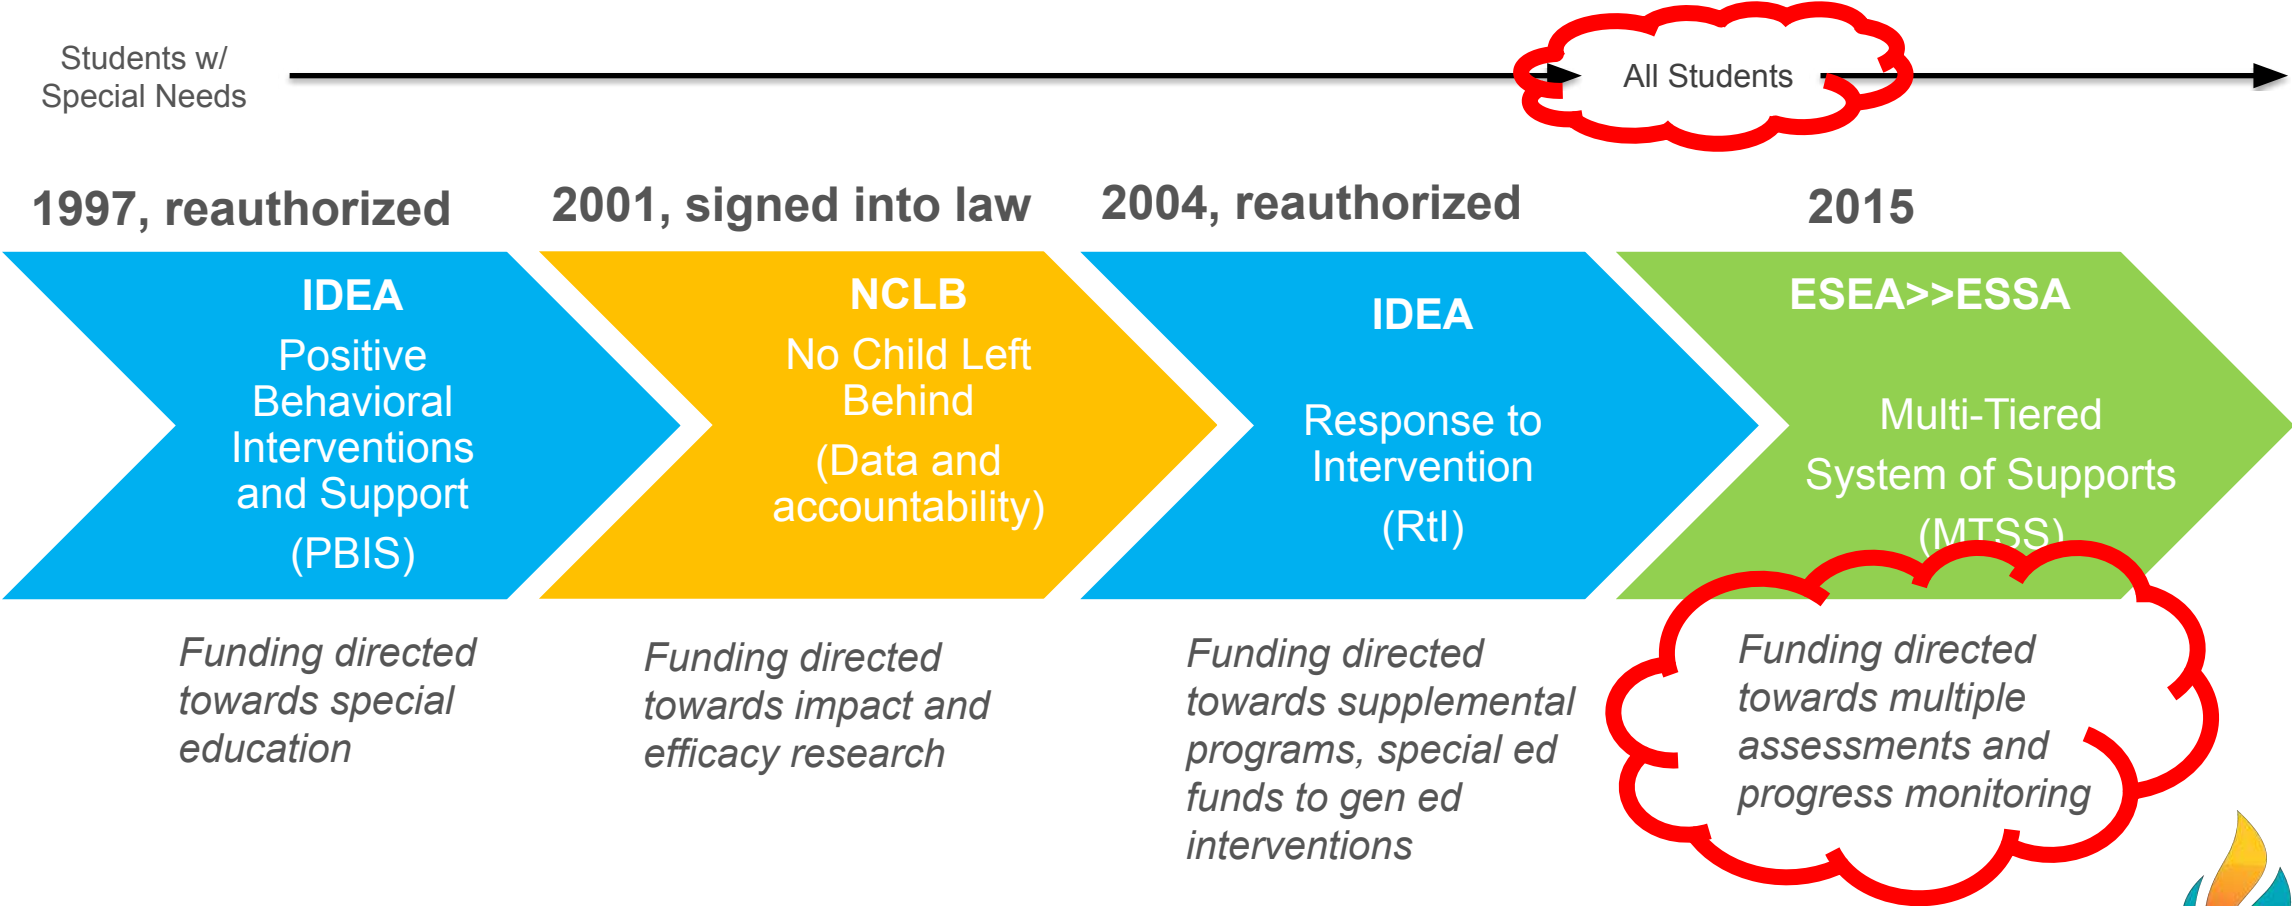 Students w/
Special Needs
All Students
1997, reauthorized
2001, signed into law
2004, reauthorized
2015
IDEA
Positive
Behavioral
Interventions
and Support
(PBIS)
NCLB
No Child Left
Behind
(Data and
accountability)
IDEA
Response to
Intervention
(RtI)
ESEA>>ESSA
Multi-Tiered
System of Supports
(MTSS)
Funding directed
towards special
education
Funding directed
towards impact and
efficacy research
Funding directed
towards supplemental
programs, special ed
funds to gen ed
interventions
Funding directed
towards multiple
assessments and
progress monitoring